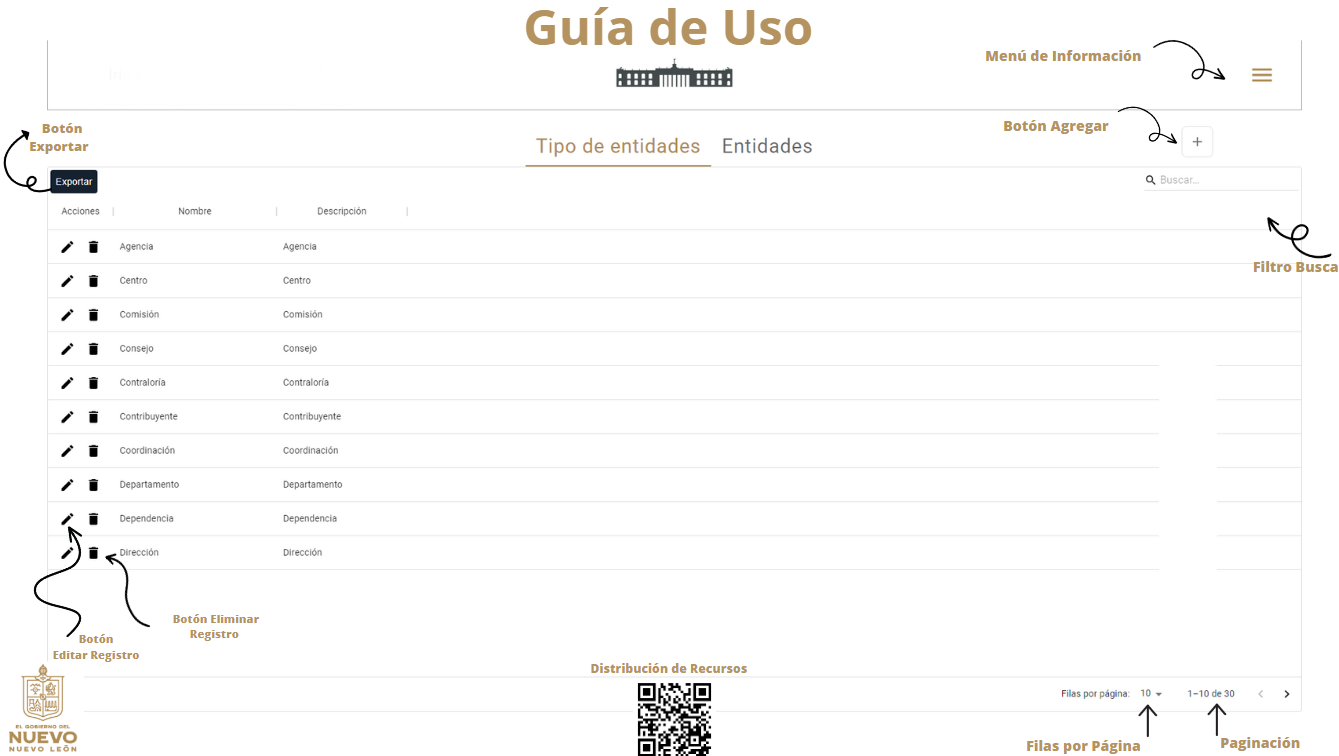 Guía de Uso
Menú de Información
Botón
Exportar
Botón Agregar
Tipo de entidades Entidades
+
Exportar
Buscar...
Acciones Nombre Descripción
Agencia Agencia
Centro Centro
Comisión Comisión
Consejo Consejo
Contraloría Contraloría
Contribuyente Contribuyente
Coordinación Coordinación
Departamento Departamento
Dependencia Dependencia
Dirección Dirección
Filtro Busca
Botón Eliminar
Registro
Botón
Editar Registro
Distribución de Recursos
Filas por página: 10 1–10 de 30
Filas por Página
Paginación
EL GOBIERNO DEL
NUEVO
NUEVO LEÓN